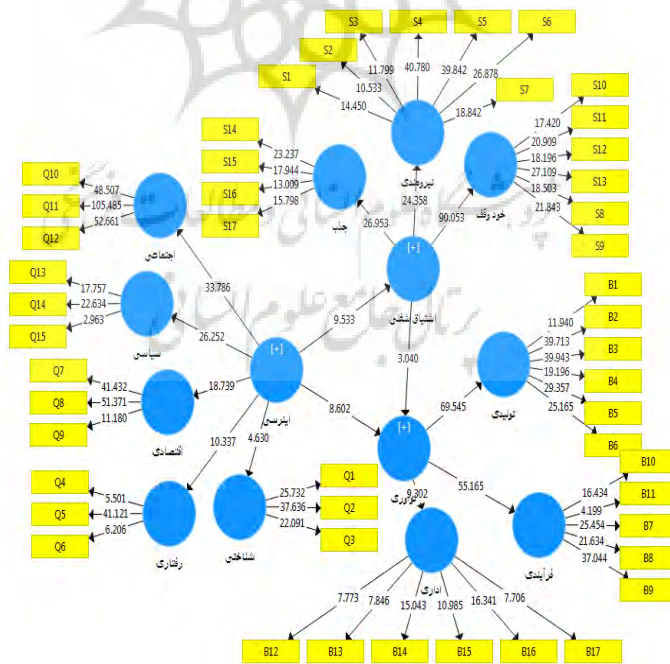 S3 S4 S5 S6
S2
11.799 40.780 39.842 26.878
S1 10.533
14.450
S7
18.842
S10
17.420
S11
20.909
S12
18.196
S13
27.109
S8
18.503
S9
21.843
نیرومندی
خود وقف
S14
23.237
S15
17.944
S16
13.009
S17
15.798
جذب
24.358
26.953
90.053
Q10
48.507
Q11
105.485
Q12
52.661
اجتماعی
[+]
اشتیاق شغلی
Q13
17.757
Q14
22.634
Q15
2.963
سیاسی
33.786
9.533
26.252
پرتال جامع علوم انسانی
B1
11.940
B2
39.713
B3
39.943
B4
19.196
B5
29.357
B6
25.165
تولیدی
3.040
[+]
اینرسی
Q7
41.432
Q8
51.371
Q9
11.180
اقتصادی
18.739
8.602
69.545
10.337
4.630
[+]
نوآوری
9.302
55.165
B10
16.434
B11
4.199
B7
25.454
B8
21.634
B9
37.044
فرآیندی
Q4
5.501
Q5
41.121
Q6
6.206
رفتاری
Q1
25.732
Q2
37.636
Q3
22.091
شناختی
اداری
7.773 7.846 15.043 10.985 16.341 7.706
B12 B13 B14 B15 B16 B17